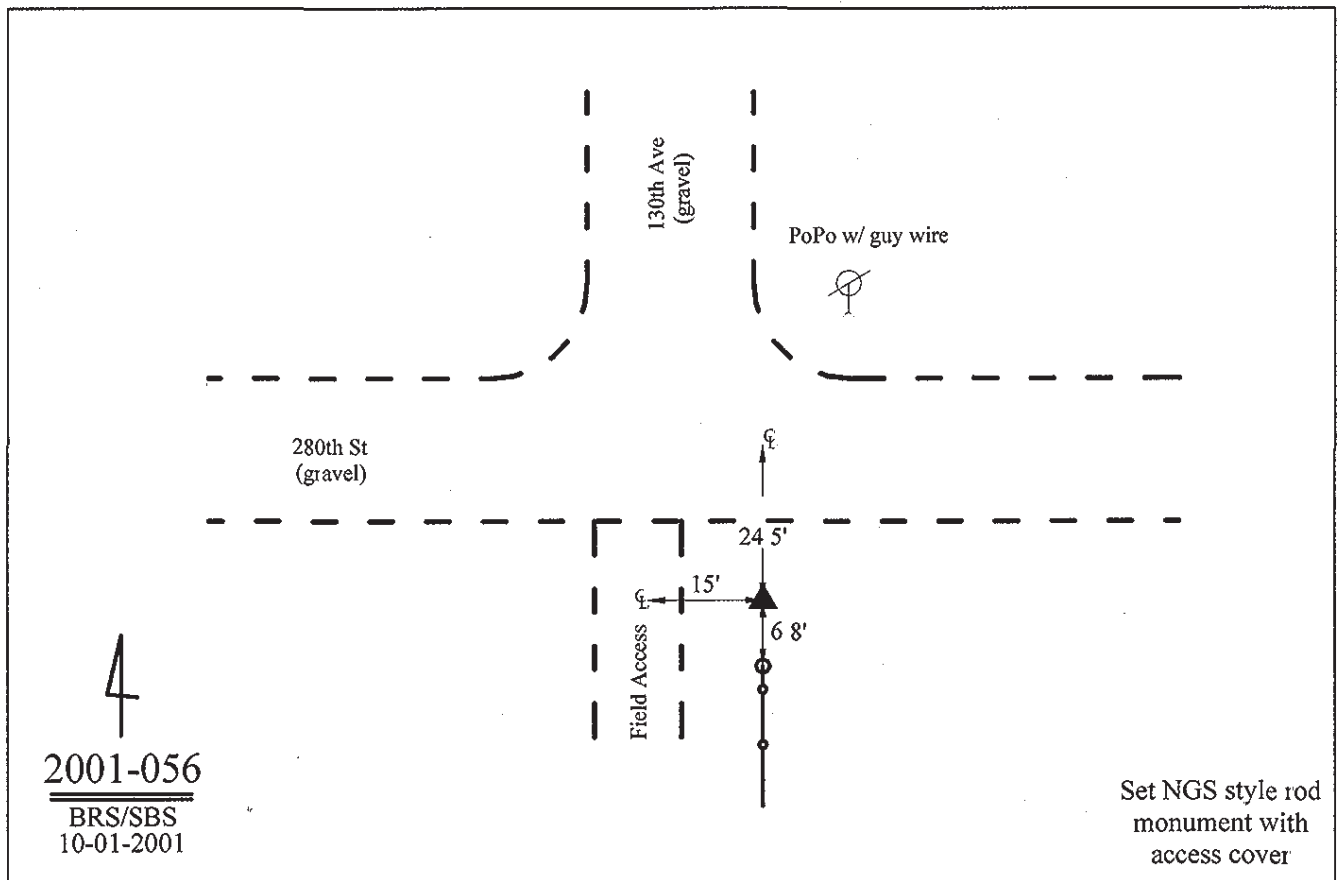 130th Ave
(gravel)
PoPo w/ guy wire
280th St
(gravel)
℄
24 5'
℄
15'
6 8'
Field Access
2001-056
BRS/SBS
10-01-2001
Set NGS style rod
monument with
access cover